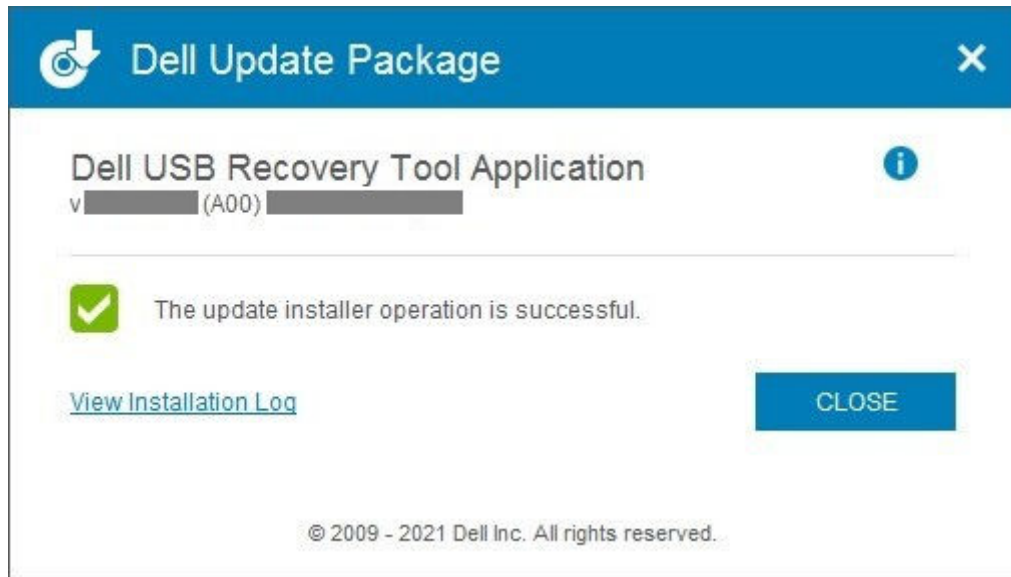 Dell Update Package
Dell USB Recovery Tool Application
v (A00)
The update installer operation is successful.
View Installation Log
CLOSE
© 2009 - 2021 Dell Inc. All rights reserved.